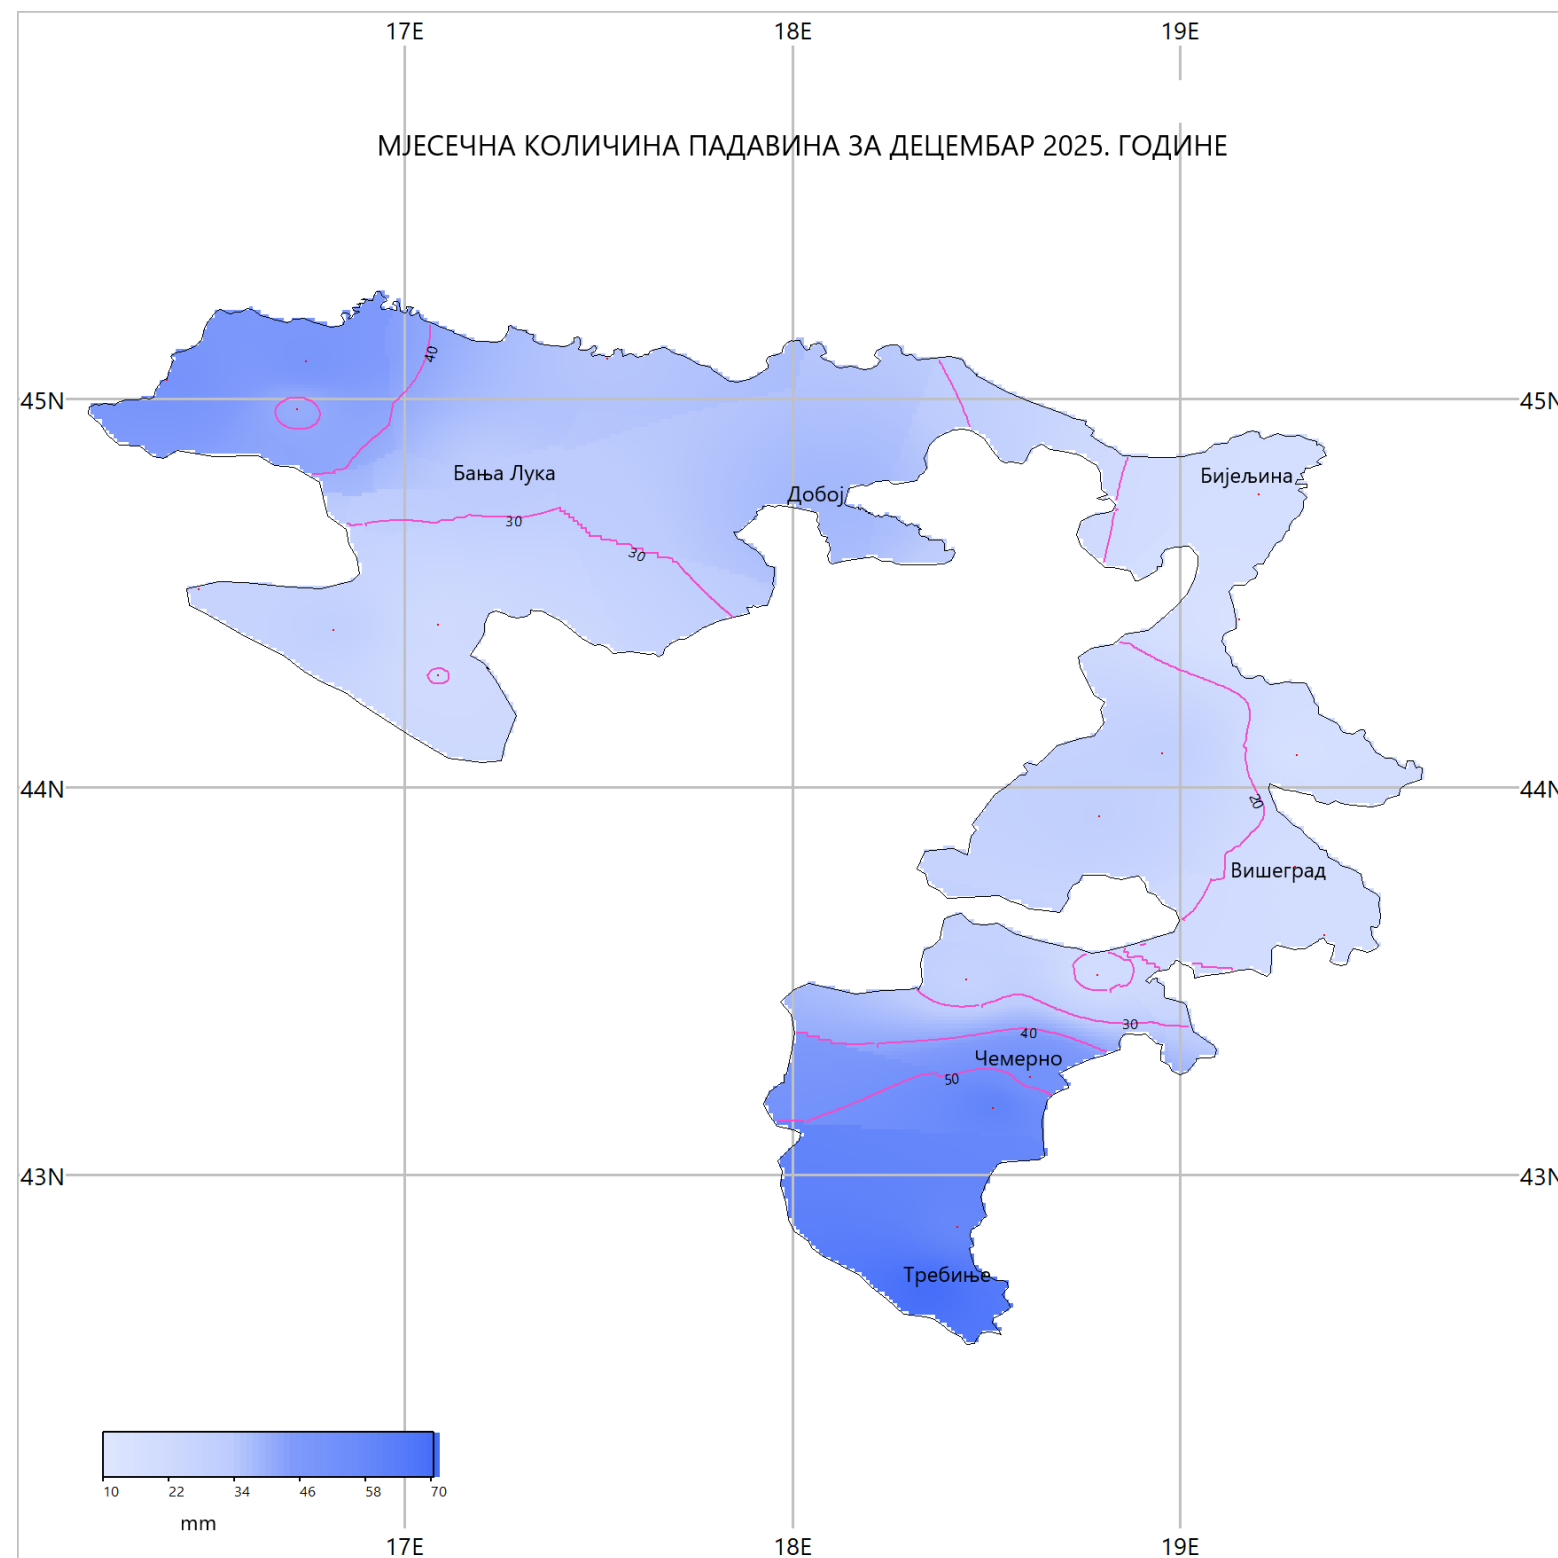 17E 18E 19E
МЈЕСЕЧНА КОЛИЧИНА ПАДАВИНА ЗА ДЕЦЕМБАР 2025. ГОДИНЕ
40
45N 45N
Бања Лука
Бијељина
Добој
30
30
44N 44N
20
Вишеград
30
40
Чемерно
50
43N 43N
Требиње
10 22 34 46 58 70
mm
17E 18E 19E